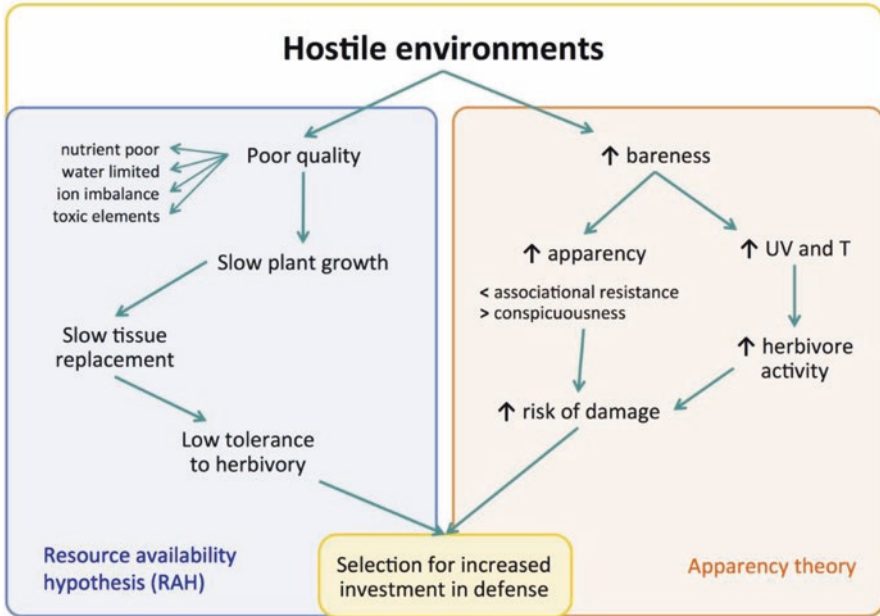 Hostile environments
nutrient poor
water limited
ion imbalance
toxic elements
Poor quality
Slow plant growth
Slow tissue
replacement
Low tolerance
to herbivory
Resource availability
hypothesis (RAH)
↑ bareness
↑ apparency
< associational resistance
> conspicuousness
↑ UV and T
↑ herbivore
activity
↑ risk of damage
Apparency theory
Selection for increased
investment in defense